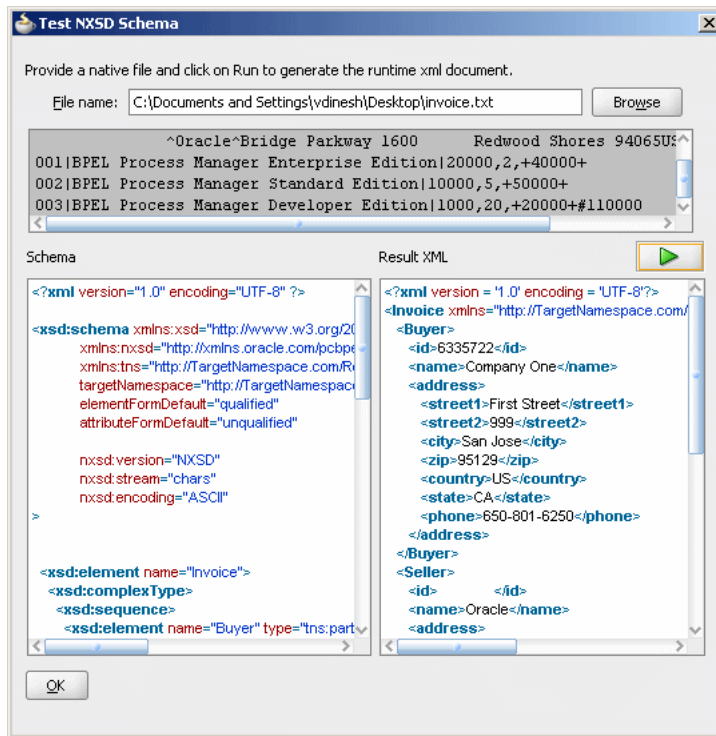 Test NXSD Schema
Provide a native file and click on Run to generate the runtime xml document.
File name: C:\Documents and Settings\vdinesh\Desktop\invoice.txt Browse
^Oracle^Bridge Parkway 1600 Redwood Shores 94065US
001|BPEL Process Manager Enterprise Edition|20000,2,+40000+
002|BPEL Process Manager Standard Edition|10000,5,+50000+
003|BPEL Process Manager Developer Edition|1000,20,+20000+#110000
Schema
<?xml version="1.0" encoding="UTF-8" ?>
<xsd:schema xmlns:xsd="http://www.w3.org/20
xmlns:nxsd="http://xmlns.oracle.com/pcbpe
xmlns:tns="http://TargetNamespace.com/Re
targetNamespace="http://TargetNamespac
elementFormDefault="qualified"
attributeFormDefault="unqualified"
nxsd:version="NXSD"
nxsd:stream="chars"
nxsd:encoding="ASCII"
>
<xsd:element name="Invoice">
<xsd:complexType>
<xsd:sequence>
<xsd:element name="Buyer" type="tns:part
Result XML
<?xml version = '1.0' encoding = 'UTF-8'?>
<Invoice xmlns="http://TargetNamespace.com/
<Buyer>
<id>6335722</id>
<name>Company One</name>
<address>
<street1>First Street</street1>
<street2>999</street2>
<city>San Jose</city>
<zip>95129</zip>
<country>US</country>
<state>CA</state>
<phone>650-801-6250</phone>
</address>
</Buyer>
<Seller>
<id> </id>
<name>Oracle</name>
<address>
OK